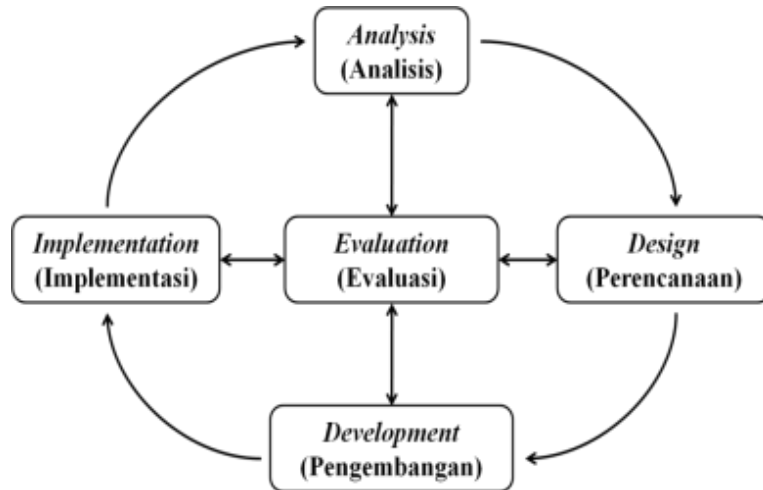 Analysis
(Analisis)
Implementation
(Implementasi)
Evaluation
(Evaluasi)
Design
(Perencanaan)
Development
(Pengembangan)